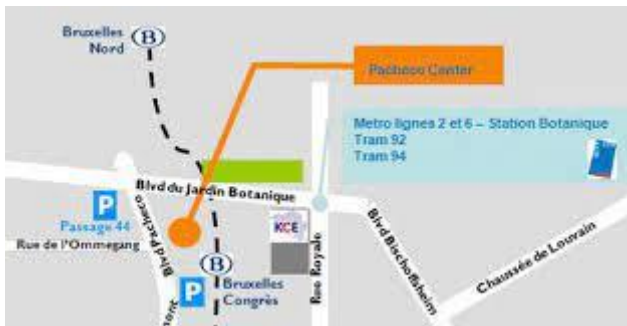 Bruxelles
Nord
B
Pacheco Center
Metro lignes 2 et 6 – Station Botanique
Tram 92
Tram 94
Blvd du Jardin Botanique
P
Passage 44
Rue de l'Ommegang
Blvd Pacheco
KCE
B
Bruxelles
Congrès
P
Rue Royale
Blvd Bischoffsheim
Chaussée de Louvain
mont